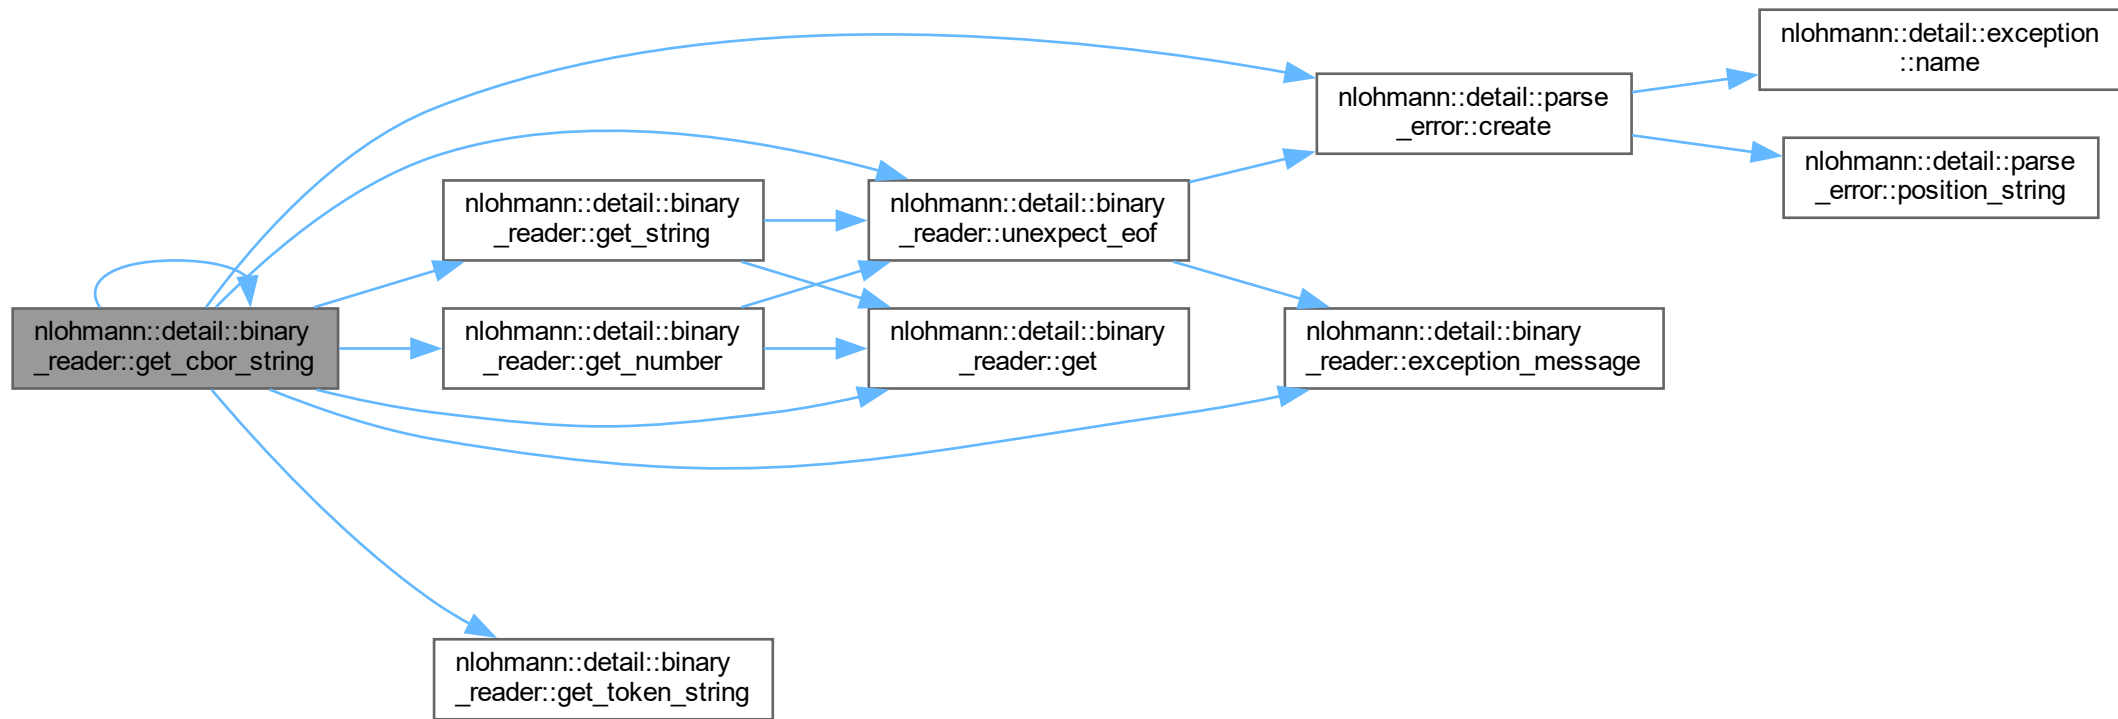 nlohmann::detail::binary
_reader::get_cbor_string
nlohmann::detail::binary
_reader::get_string
nlohmann::detail::binary
_reader::get_number
nlohmann::detail::binary
_reader::get_token_string
nlohmann::detail::binary
_reader::unexpect_eof
nlohmann::detail::binary
_reader::get
nlohmann::detail::parse
_error::create
nlohmann::detail::binary
_reader::exception_message
nlohmann::detail::exception
::name
nlohmann::detail::parse
_error::position_string